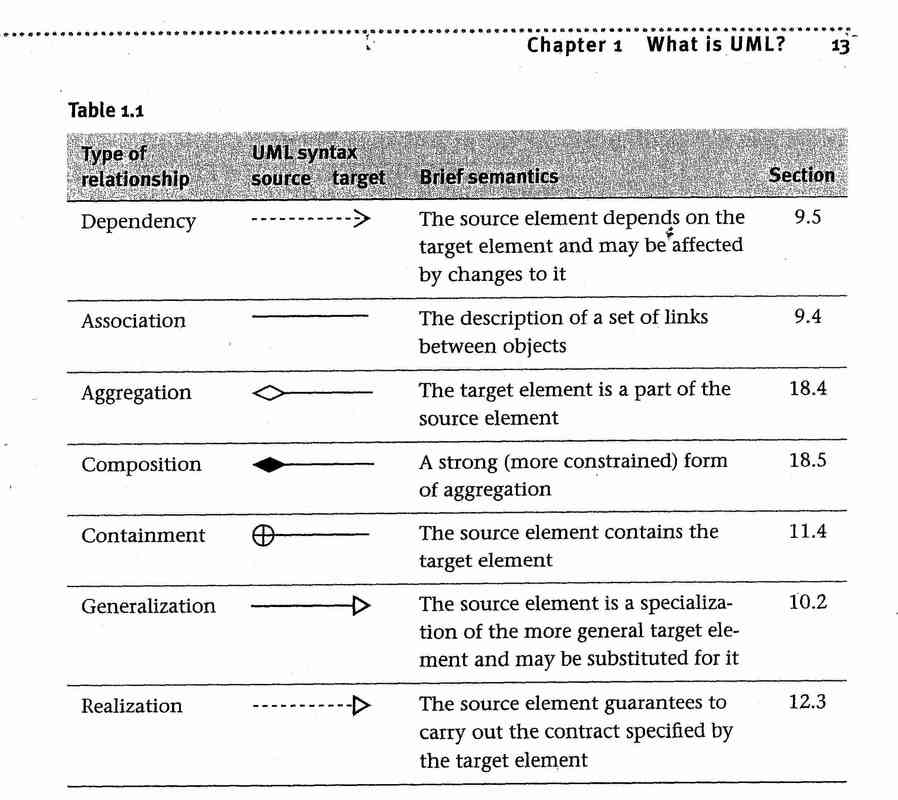 Chapter 1 What is UML? 13
Table 1.1
Type of relationship UML syntax source target Brief semantics Section
Dependency The source element depends on the 9.5
target element and may be affected
by changes to it
Association The description of a set of links 9.4
between objects
Aggregation The target element is a part of the 18.4
source element
Composition A strong (more constrained) form 18.5
of aggregation
Containment The source element contains the 11.4
target element
Generalization The source element is a specializa- 10.2
tion of the more general target ele-
ment and may be substituted for it
Realization The source element guarantees to 12.3
carry out the contract specified by
the target element